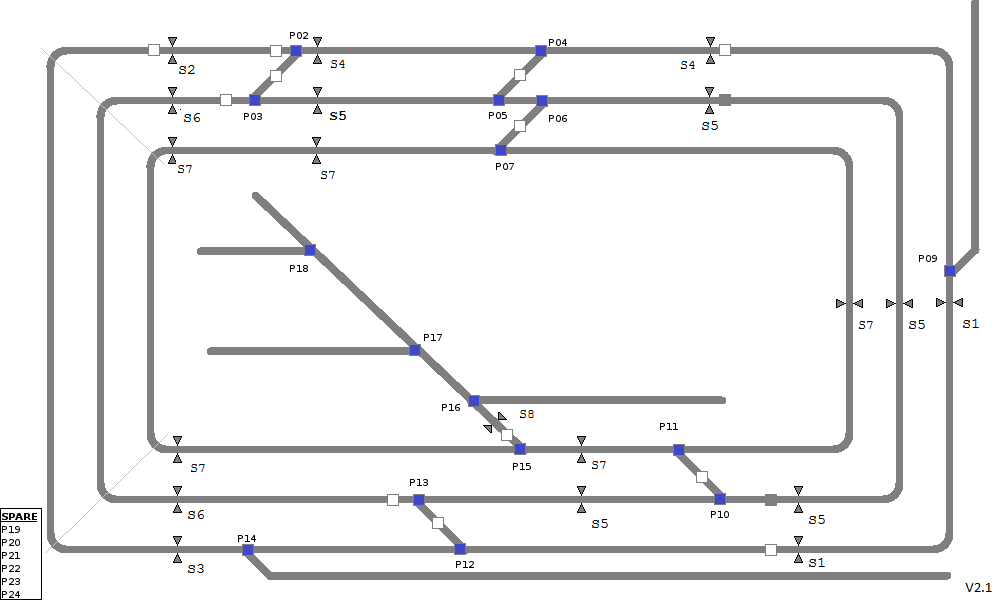 P02
P04
S2
S4
S4
S6
P03
S5
P05
P06
S5
S7
S7
P07
P18
P09
S7
S5
S1
P17
P16
S8
P11
S7
P15
S7
P13
S6
S5
P10
S5
SPARE
P19
P20
P21
P22
P23
P24
P14
P12
S3
S1
V2.1